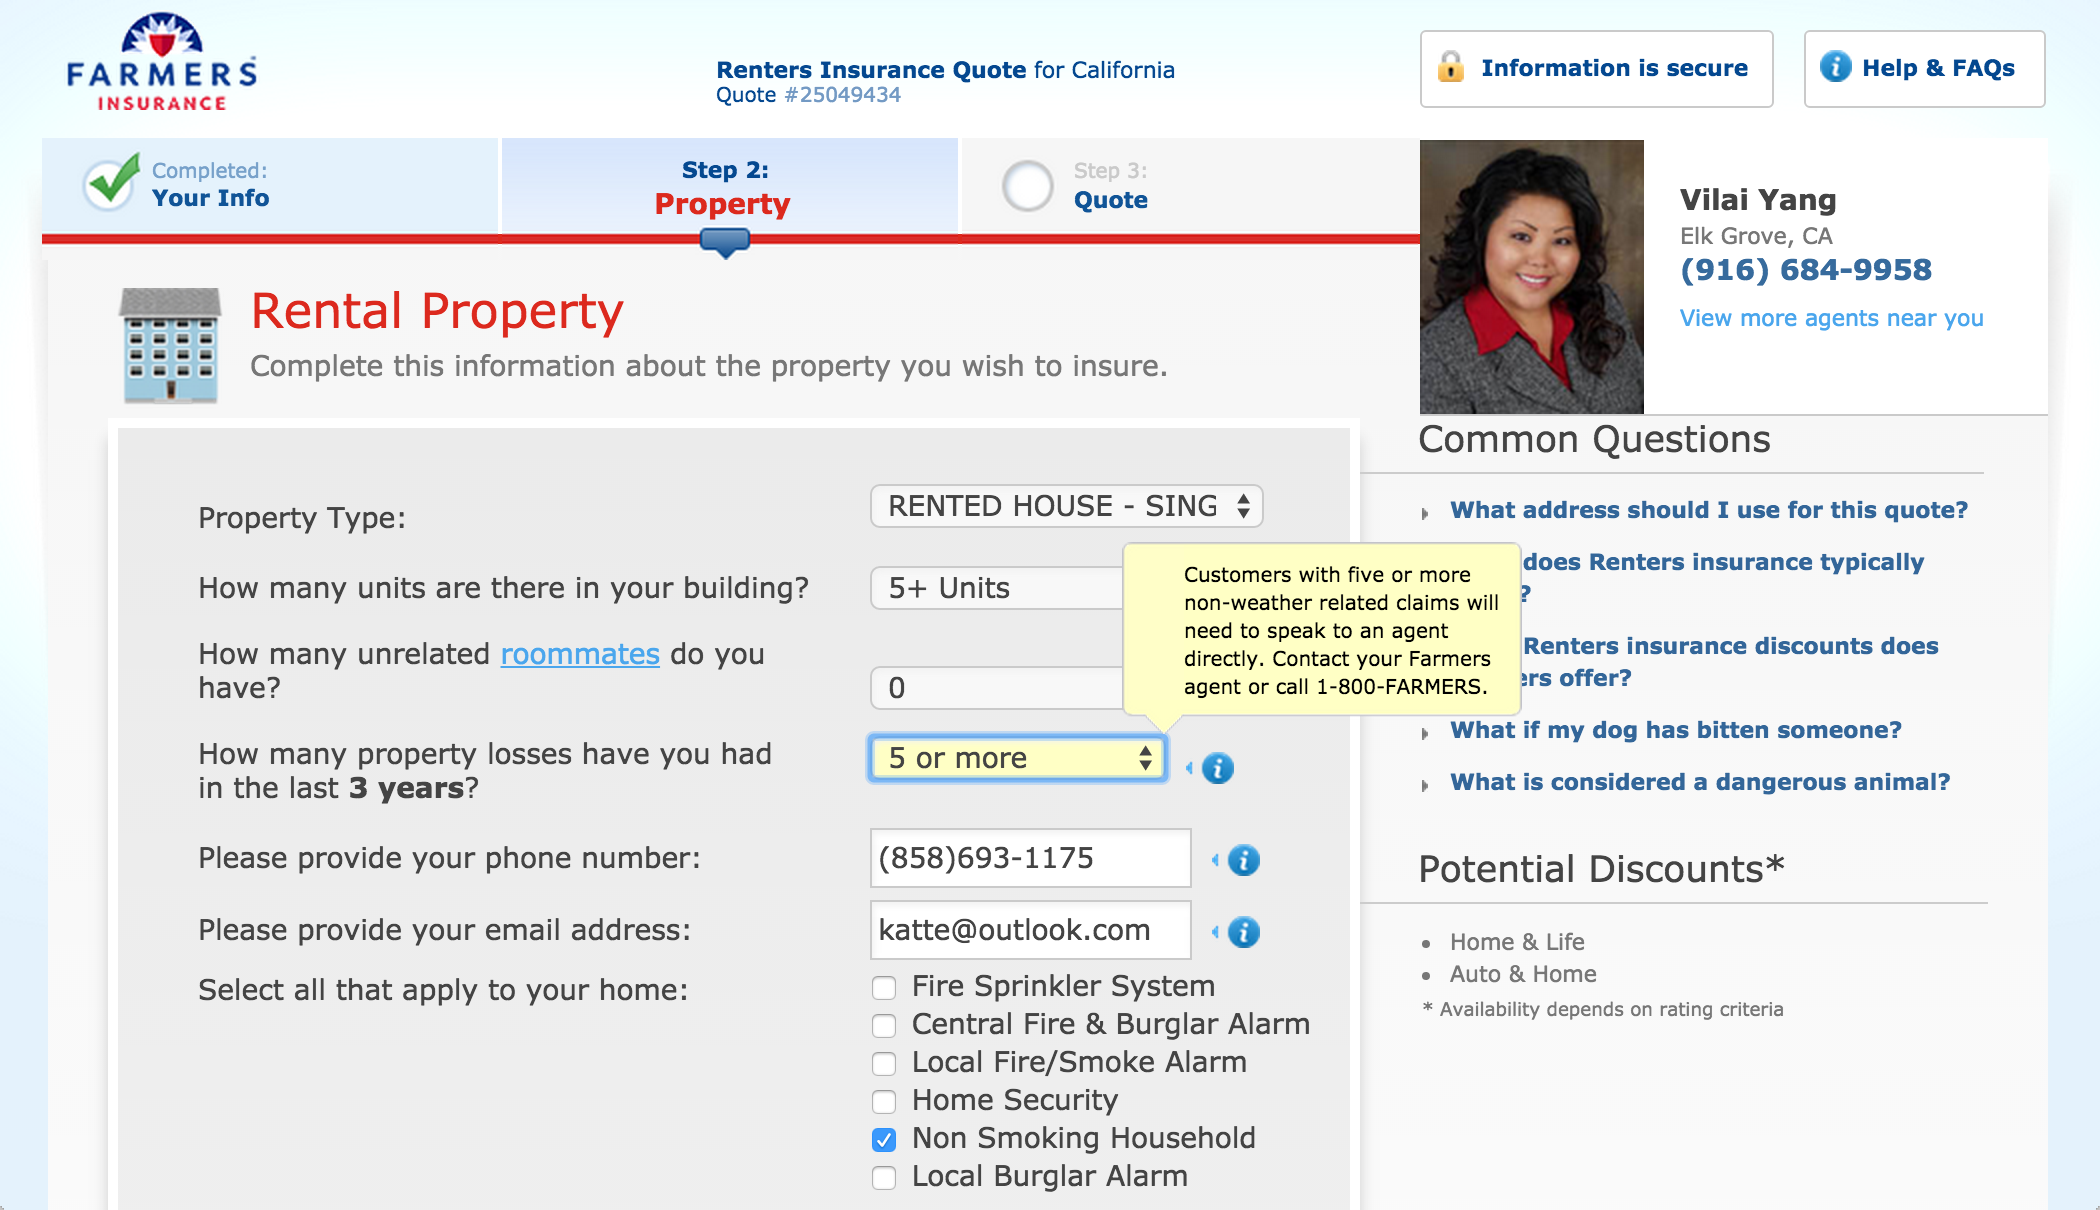 FARMERS
INSURANCE
Renters Insurance Quote for California
Quote #25049434
Information is secure
Help & FAQs
Completed:
Your Info
Step 2:
Property
Step 3:
Quote
Vilai Yang
Elk Grove, CA
(916) 684-9958
View more agents near you
Rental Property
Complete this information about the property you wish to insure.
Property Type:
RENTED HOUSE - SING
How many units are there in your building?
5+ Units
How many unrelated roommates do you
have?
0
Customers with five or more
non-weather related claims will
need to speak to an agent
directly. Contact your Farmers
agent or call 1-800-FARMERS.
How many property losses have you had
in the last 3 years?
5 or more
Please provide your phone number:
(858)693-1175
Please provide your email address:
katte@outlook.com
Select all that apply to your home:
Fire Sprinkler System
Central Fire & Burglar Alarm
Local Fire/Smoke Alarm
Home Security
Non Smoking Household
Local Burglar Alarm
Common Questions
What address should I use for this quote?
does Renters insurance typically
?
Renters insurance discounts does
ers offer?
What if my dog has bitten someone?
What is considered a dangerous animal?
Potential Discounts*
Home & Life
Auto & Home
* Availability depends on rating criteria